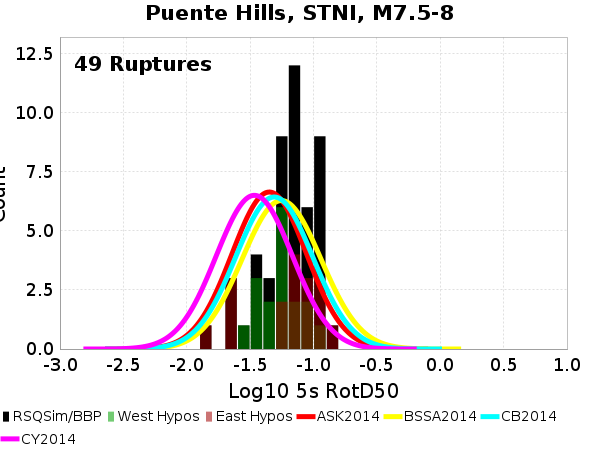 Puente Hills, STNI, M7.5-8
49 Ruptures
12.5
10.0
7.5
5.0
2.5
0.0
Count
-3.0 -2.5 -2.0 -1.5 -1.0 -0.5 0.0 0.5 1.0
Log10 5s RotD50
RSQSim/BBP West Hypos East Hypos ASK2014 BSSA2014 CB2014
CY2014